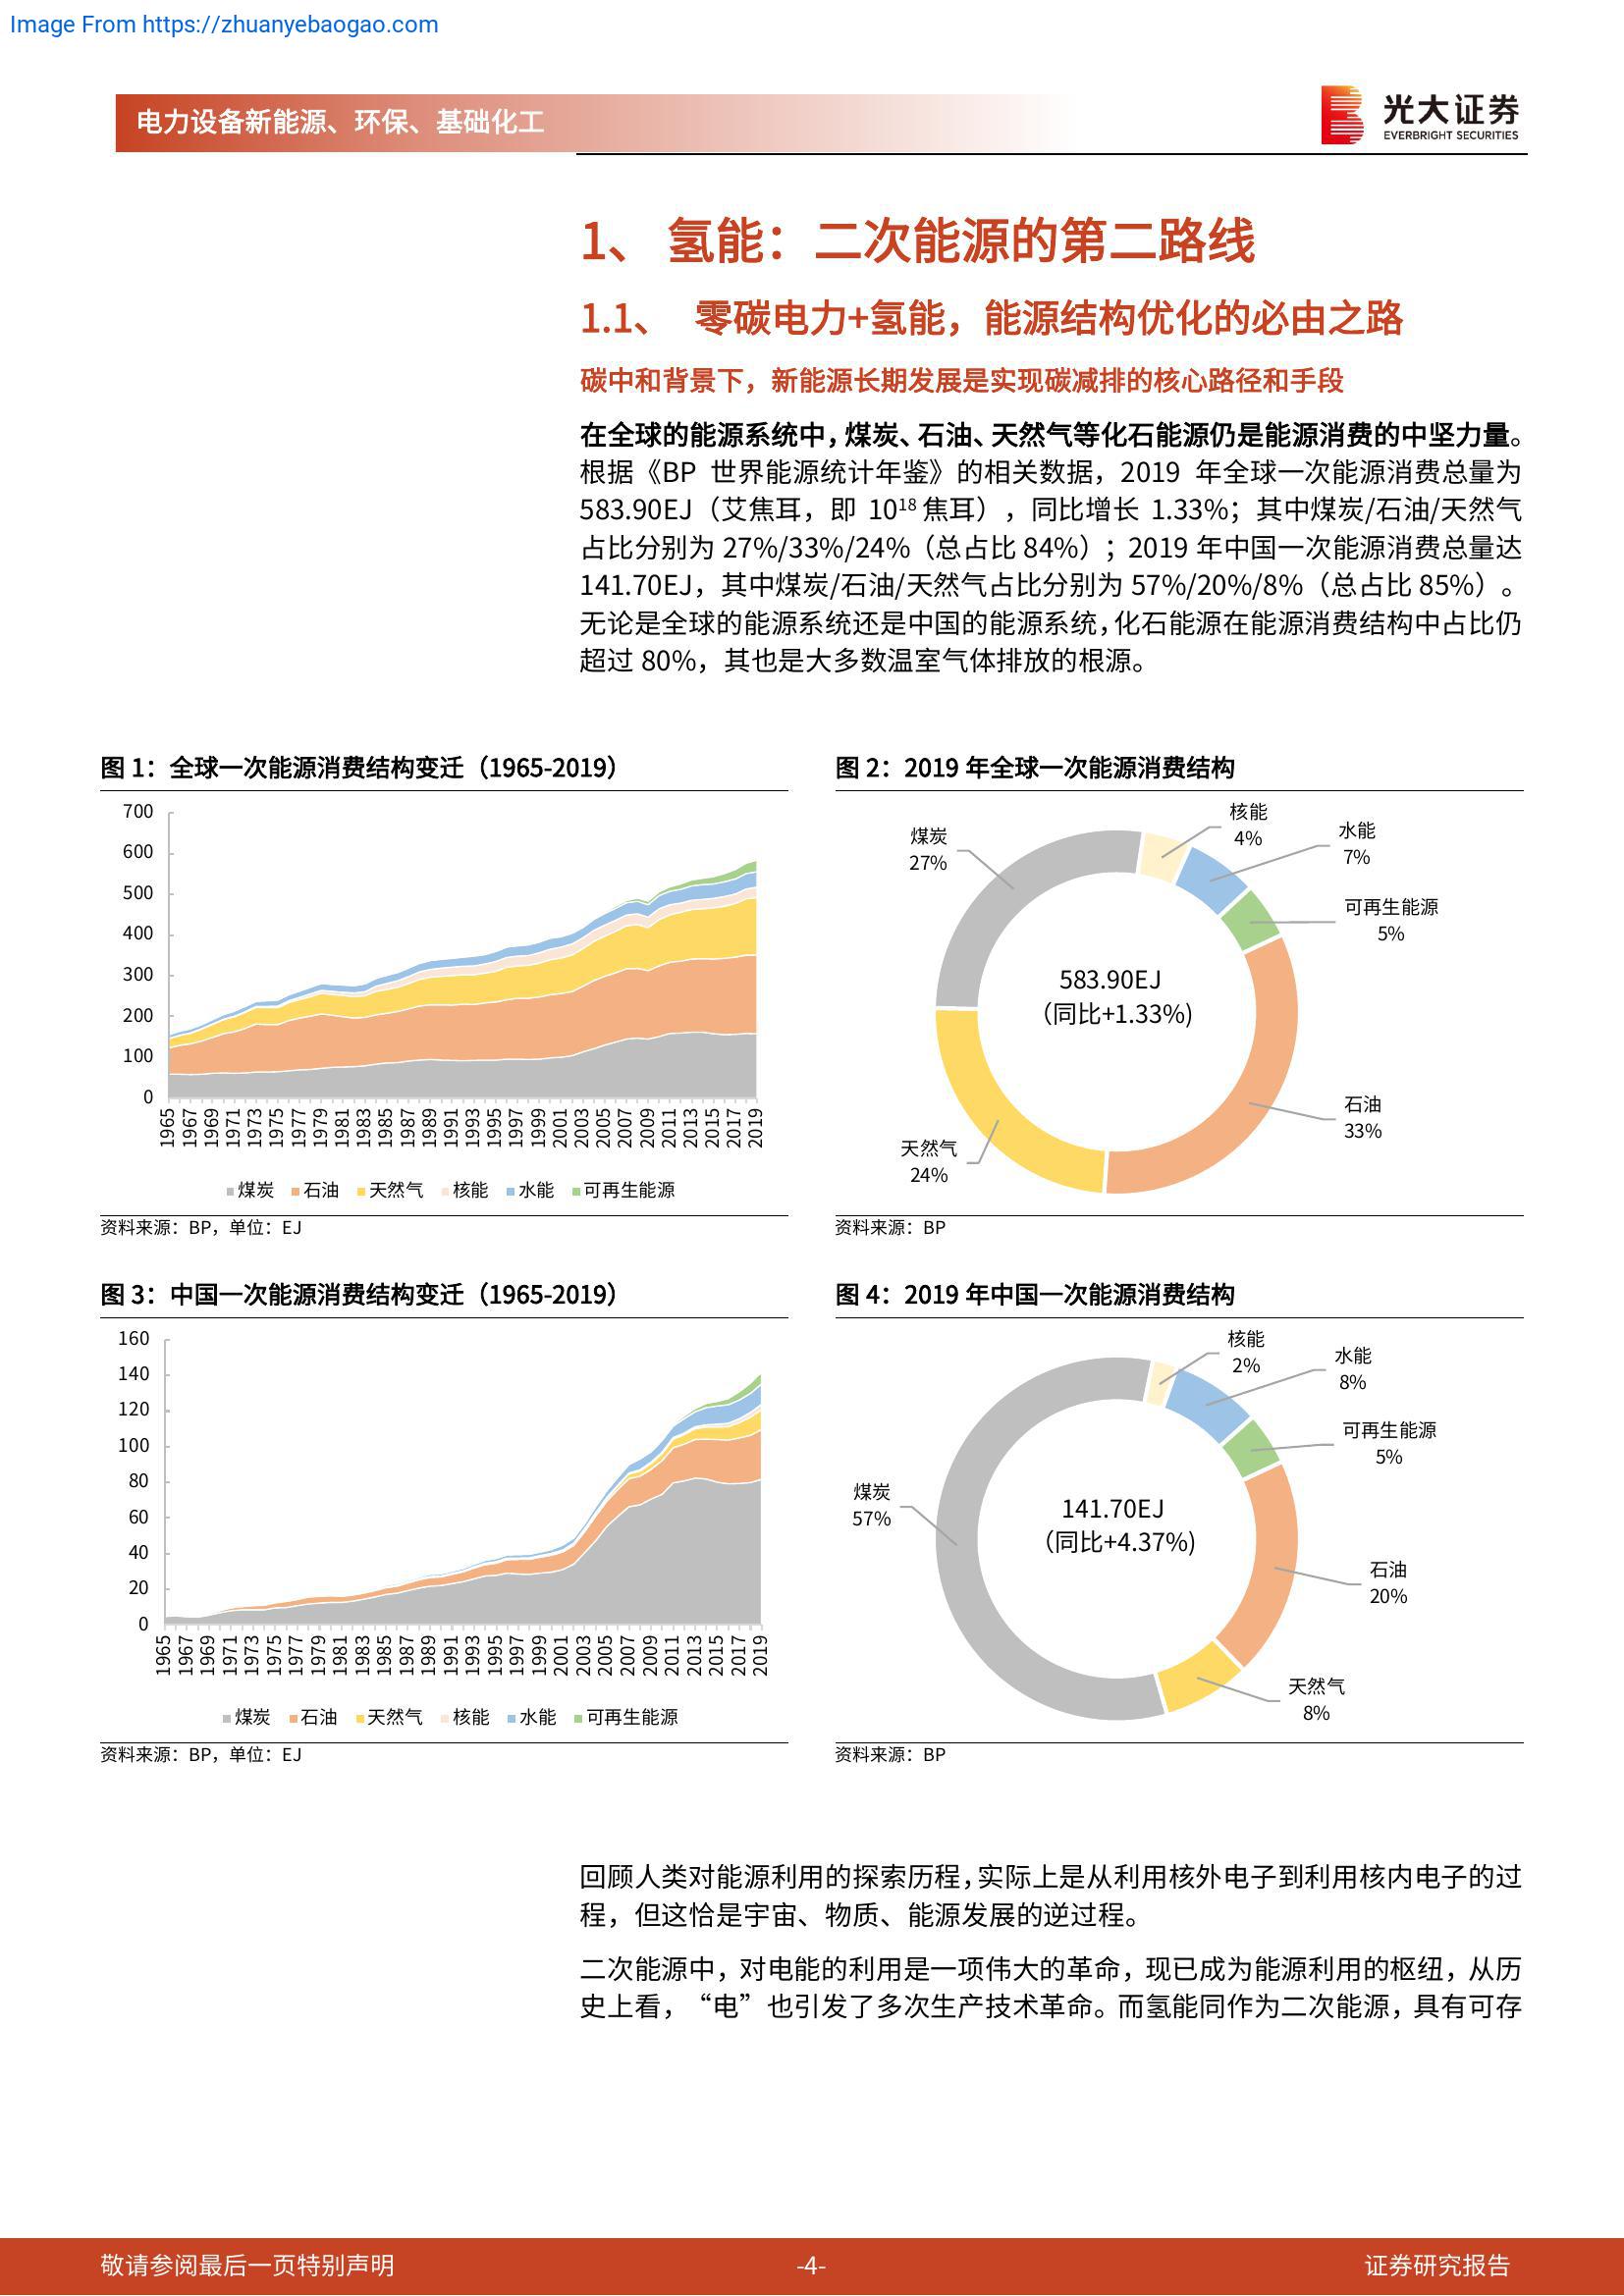 Image From https://zhuanyebaogao.com
电力设备新能源、环保、基础化工
光大证券
EVERBRIGHT SECURITIES
1、 氢能：二次能源的第二路线
1.1、 零碳电力+氢能，能源结构优化的必由之路
碳中和背景下，新能源长期发展是实现碳减排的核心路径和手段
在全球的能源系统中，煤炭、石油、天然气等化石能源仍是能源消费的中坚力量。
根据《BP 世界能源统计年鉴》的相关数据，2019 年全球一次能源消费总量为
583.90EJ（艾焦耳，即 10¹⁸ 焦耳），同比增长 1.33%；其中煤炭/石油/天然气
占比分别为 27%/33%/24%（总占比 84%）；2019 年中国一次能源消费总量达
141.70EJ，其中煤炭/石油/天然气占比分别为 57%/20%/8%（总占比 85%）。
无论是全球的能源系统还是中国的能源系统，化石能源在能源消费结构中占比仍
超过 80%，其也是大多数温室气体排放的根源。
图 1：全球一次能源消费结构变迁（1965-2019）
700
600
500
400
300
200
100
0
1965 1967 1969 1971 1973 1975 1977 1979 1981 1983 1985 1987 1989 1991 1993 1995 1997 1999 2001 2003 2005 2007 2009 2011 2013 2015 2017 2019
煤炭 石油 天然气 核能 水能 可再生能源
资料来源：BP，单位：EJ
图 2：2019 年全球一次能源消费结构
核能
4%
水能
7%
煤炭
27%
可再生能源
5%
583.90EJ
（同比+1.33%)
石油
33%
天然气
24%
资料来源：BP
图 3：中国一次能源消费结构变迁（1965-2019）
160
140
120
100
80
60
40
20
0
1965 1967 1969 1971 1973 1975 1977 1979 1981 1983 1985 1987 1989 1991 1993 1995 1997 1999 2001 2003 2005 2007 2009 2011 2013 2015 2017 2019
煤炭 石油 天然气 核能 水能 可再生能源
资料来源：BP，单位：EJ
图 4：2019 年中国一次能源消费结构
核能
2%
水能
8%
可再生能源
5%
煤炭
57%
141.70EJ
（同比+4.37%)
石油
20%
天然气
8%
资料来源：BP
回顾人类对能源利用的探索历程，实际上是从利用核外电子到利用核内电子的过
程，但这恰是宇宙、物质、能源发展的逆过程。
二次能源中，对电能的利用是一项伟大的革命，现已成为能源利用的枢纽，从历
史上看，“电”也引发了多次生产技术革命。而氢能同作为二次能源，具有可存
敬请参阅最后一页特别声明
-4-
证券研究报告